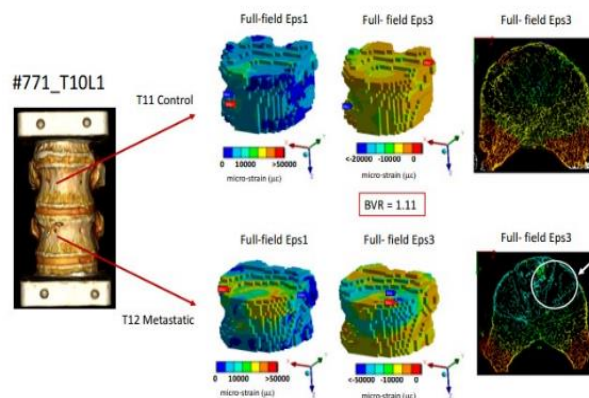 Full-field Eps1
Full- field Eps3
Full- field Eps3
#771_T10L1
T11 Control
0 10000 >50000
micro-strain (με)
<-20000 -10000 0
micro-strain (με)
BVR = 1.11
Full-field Eps1
Full- field Eps3
Full- field Eps3
T12 Metastatic
0 10000 >50000
micro-strain (με)
<-50000 -10000 0
micro-strain (με)